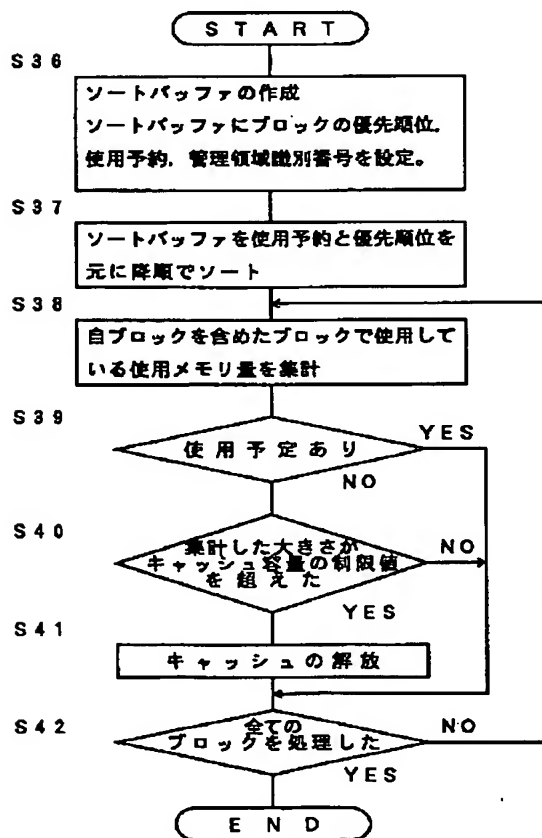 START
S36
ソートバッファの作成
ソートバッファにブロックの優先順位,
使用予約,管理領域識別番号を設定。
S37
ソートバッファを使用予約と優先順位を
元に降順でソート
S38
自ブロックを含めたブロックで使用して
いる使用メモリ量を集計
S39
使用予定あり
YES
NO
S40
集計した大きさが
キャッシュ容量の制限値
を超えた
NO
YES
S41
キャッシュの解放
S42
全ての
ブロックを処理した
NO
YES
END